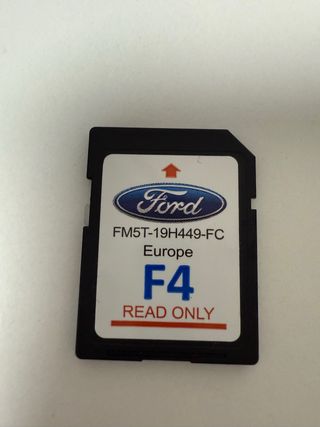 Ford
FM5T-19H449-FC
Europe
F4
READ ONLY